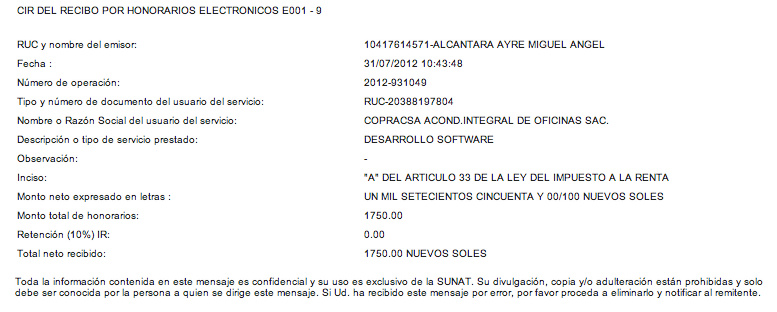 CIR DEL RECIBO POR HONORARIOS ELECTRONICOS E001 - 9
RUC y nombre del emisor: 10417614571-ALCANTARA AYRE MIGUEL ANGEL
Fecha : 31/07/2012 10:43:48
Número de operación: 2012-931049
Tipo y número de documento del usuario del servicio: RUC-20388197804
Nombre o Razón Social del usuario del servicio: COPRACSA ACOND.INTEGRAL DE OFICINAS SAC.
Descripción o tipo de servicio prestado: DESARROLLO SOFTWARE
Observación: -
Inciso: "A" DEL ARTICULO 33 DE LA LEY DEL IMPUESTO A LA RENTA
Monto neto expresado en letras : UN MIL SETECIENTOS CINCUENTA Y 00/100 NUEVOS SOLES
Monto total de honorarios: 1750.00
Retención (10%) IR: 0.00
Total neto recibido: 1750.00 NUEVOS SOLES
Toda la información contenida en este mensaje es confidencial y su uso es exclusivo de la SUNAT. Su divulgación, copia y/o adulteración están prohibidas y solo
debe ser conocida por la persona a quien se dirige este mensaje. Si Ud. ha recibido este mensaje por error, por favor proceda a eliminarlo y notificar al remitente.